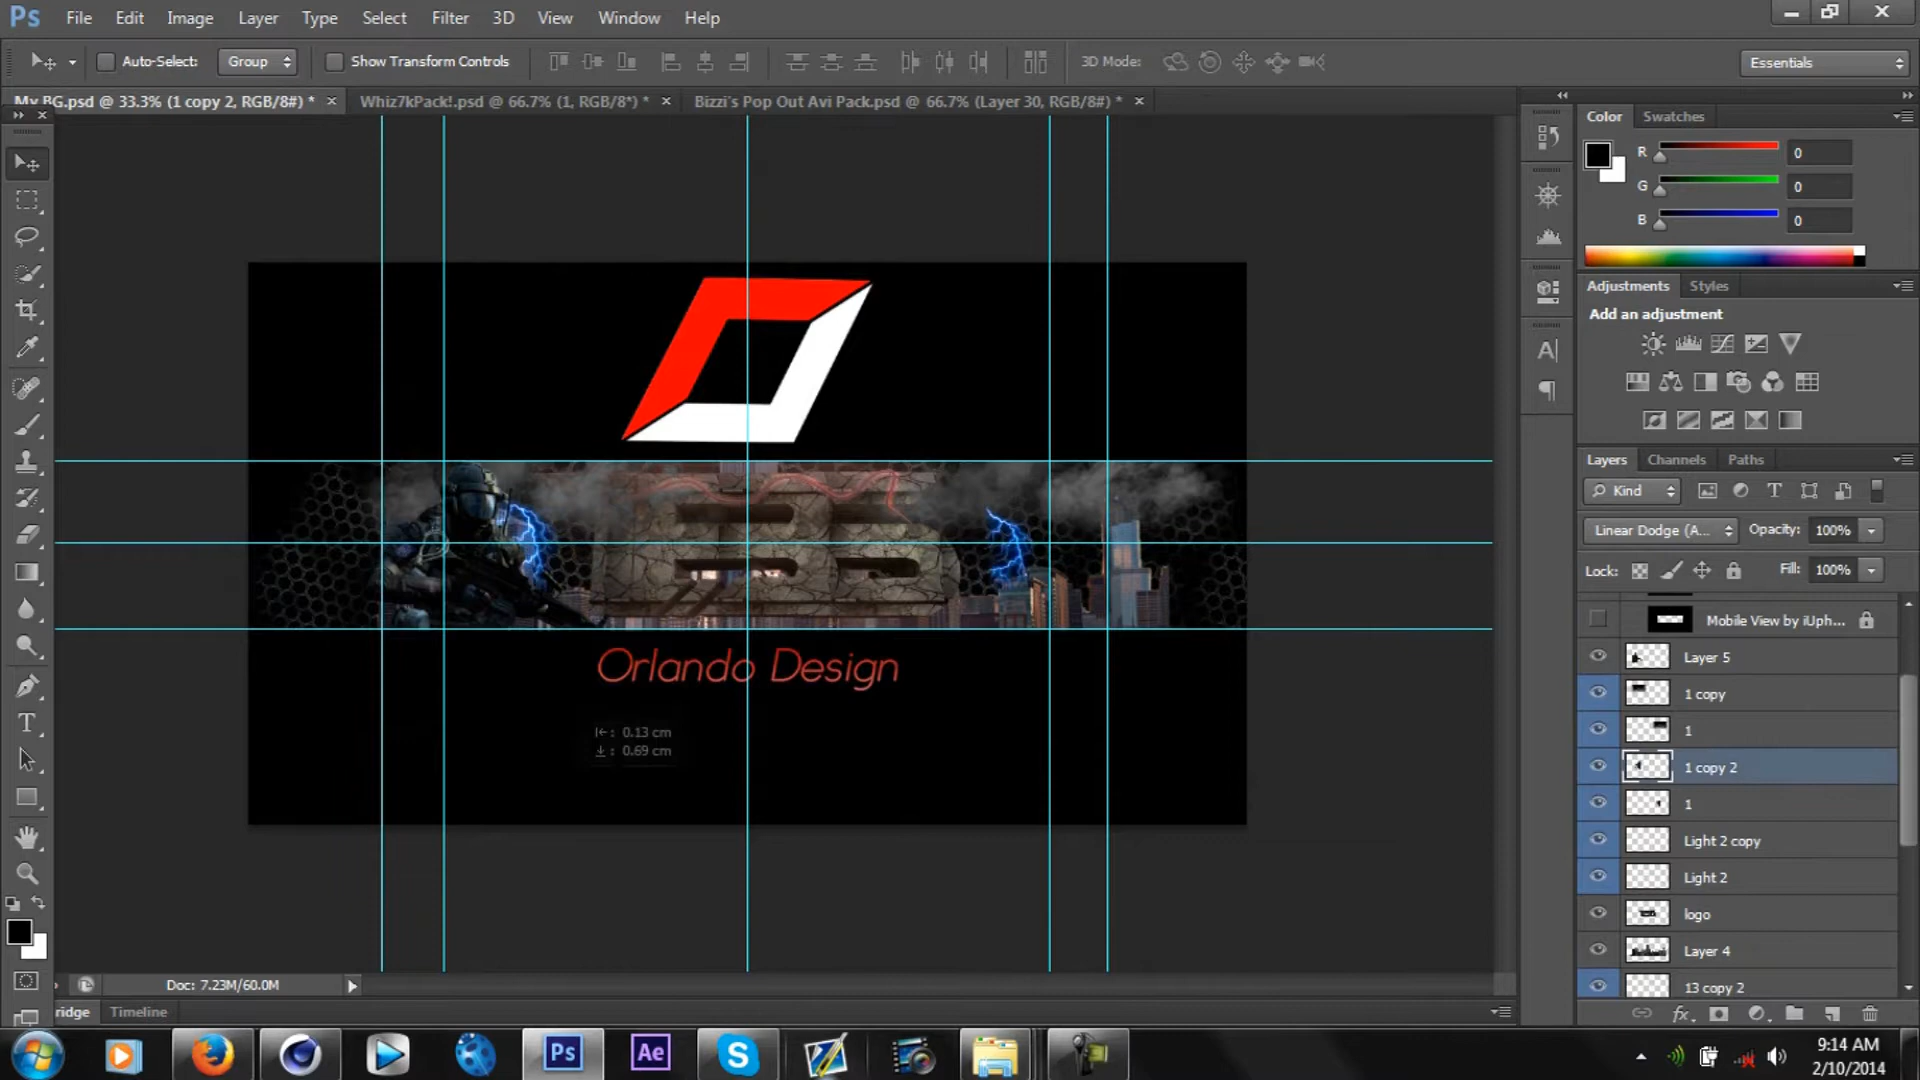 Ps File Edit Image Layer Type Select Filter 3D View Window Help
Auto-Select: Group Show Transform Controls 3D Mode: Essentials
My BG.psd @ 33.3% (1 copy 2, RGB/8#) * × Whiz7kPack!.psd @ 66.7% (1, RGB/8*) * × Bizzi's Pop Out Avi Pack.psd @ 66.7% (Layer 30, RGB/8#) * ×
Color Swatches
R 0
G 0
B 0
Adjustments Styles
Add an adjustment
Layers Channels Paths
Kind
Linear Dodge (A... Opacity: 100%
Lock: Fill: 100%
Mobile View by iUph...
Layer 5
1 copy
1
1 copy 2
1
Light 2 copy
Light 2
logo
Layer 4
13 copy 2
Orlando Design
: 0.13 cm
: 0.69 cm
Doc: 7.23M/60.0M
ridge Timeline
Ps Ae S
9:14 AM
2/10/2014